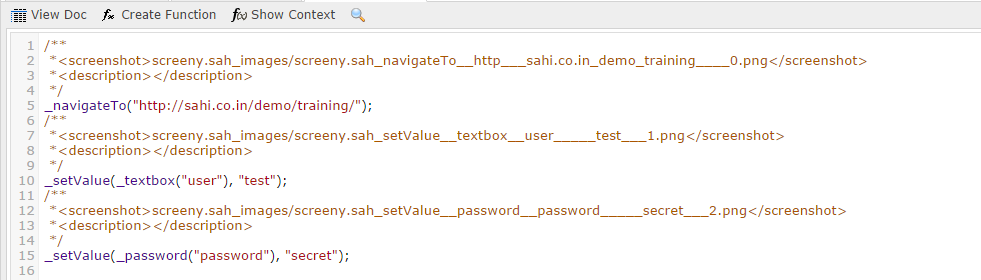 View Doc Create Function Show Context
1 /**
2 *<screenshot>screeny.sah_images/screeny.sah_navigateTo__http___sahi.co.in_demo_training____0.png</screenshot>
3 *<description></description>
4 */
5 _navigateTo("http://sahi.co.in/demo/training/");
6 /**
7 *<screenshot>screeny.sah_images/screeny.sah_setValue__textbox__user_____test___1.png</screenshot>
8 *<description></description>
9 */
10 _setValue(_textbox("user"), "test");
11 /**
12 *<screenshot>screeny.sah_images/screeny.sah_setValue__password__password_____secret___2.png</screenshot>
13 *<description></description>
14 */
15 _setValue(_password("password"), "secret");
16